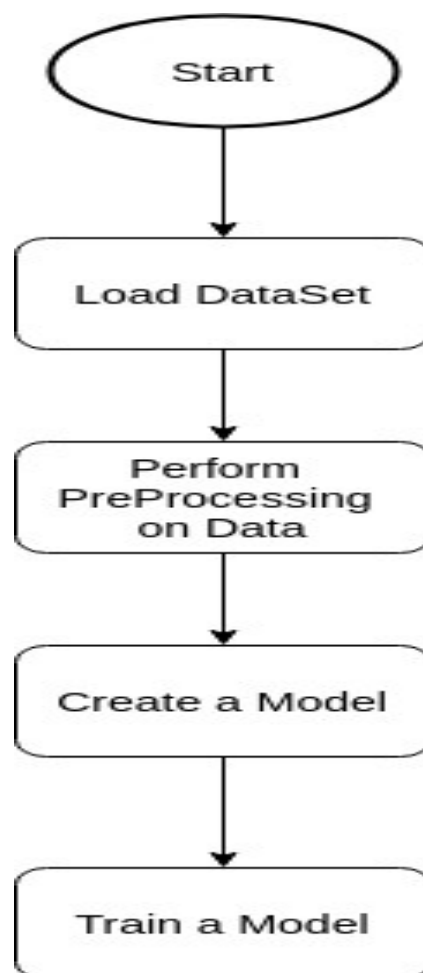 Start
Load DataSet
Perform
PreProcessing
on Data
Create a Model
Train a Model